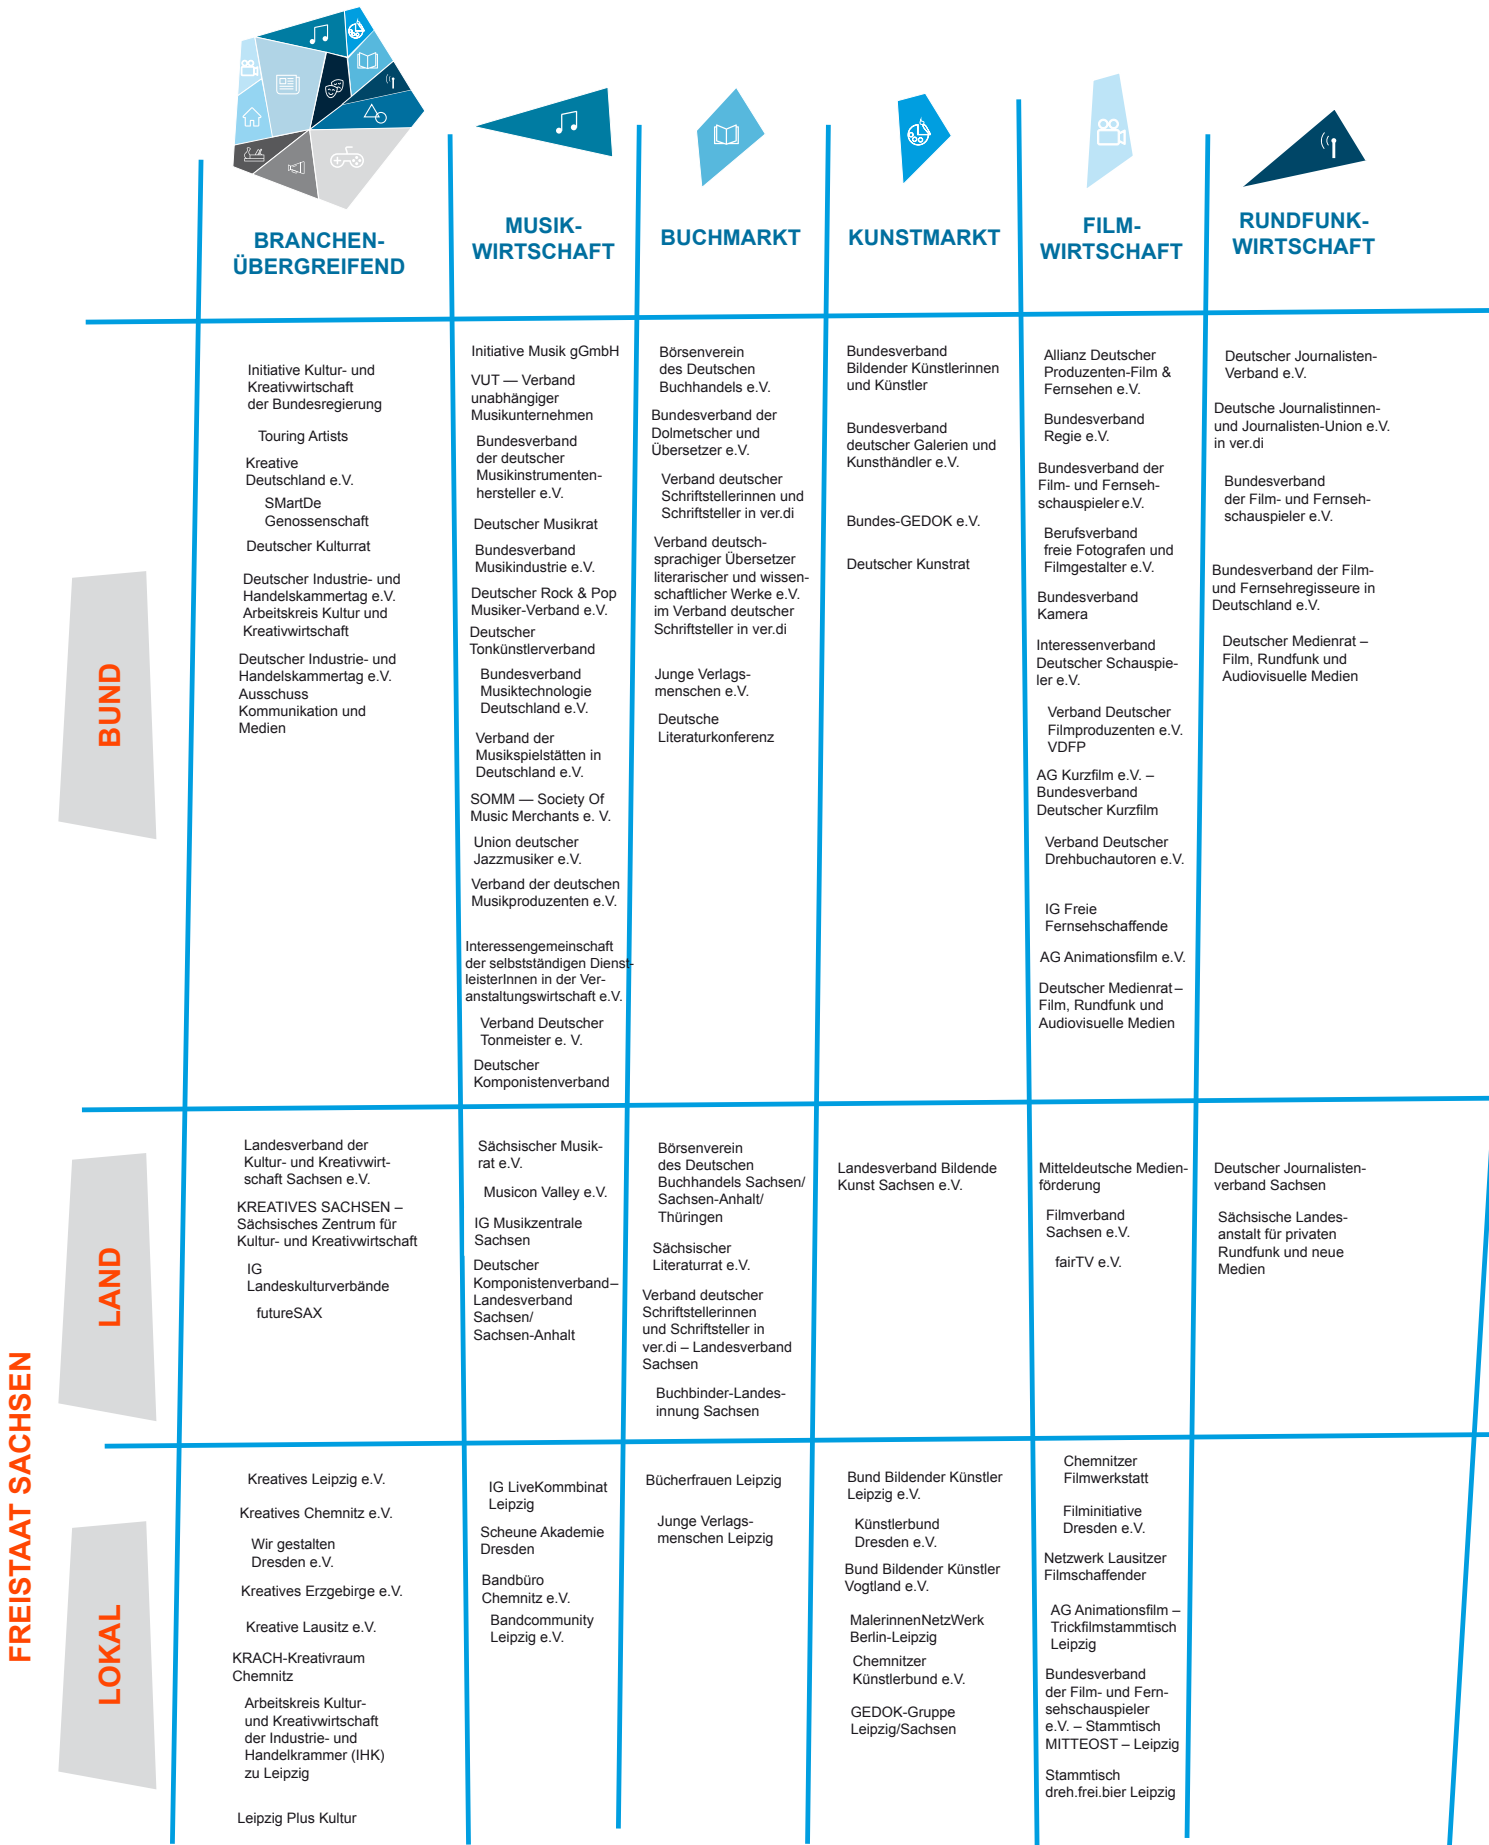 BRANCHEN-
ÜBERGREIFEND
MUSIK-
WIRTSCHAFT
BUCHMARKT
KUNSTMARKT
FILM-
WIRTSCHAFT
RUNDFUNK-
WIRTSCHAFT
FREISTAAT SACHSEN
BUND
Initiative Kultur- und
Kreativwirtschaft
der Bundesregierung
Touring Artists
Kreative
Deutschland e.V.
SMartDe
Genossenschaft
Deutscher Kulturrat
Deutscher Industrie- und
Handelskammertag e.V.
Arbeitskreis Kultur und
Kreativwirtschaft
Deutscher Industrie- und
Handelskammertag e.V.
Ausschuss
Kommunikation und
Medien
Initiative Musik gGmbH
VUT — Verband
unabhängiger
Musikunternehmen
Bundesverband
der deutscher
Musikinstrumenten-
hersteller e.V.
Deutscher Musikrat
Bundesverband
Musikindustrie e.V.
Deutscher Rock & Pop
Musiker-Verband e.V.
Deutscher
Tonkünstlerverband
Bundesverband
Musiktechnologie
Deutschland e.V.
Verband der
Musikspielstätten in
Deutschland e.V.
SOMM — Society Of
Music Merchants e. V.
Union deutscher
Jazzmusiker e.V.
Verband der deutschen
Musikproduzenten e.V.
Interessengemeinschaft
der selbstständigen Dienst-
leisterInnen in der Ver-
anstaltungswirtschaft e.V.
Verband Deutscher
Tonmeister e. V.
Deutscher
Komponistenverband
Börsenverein
des Deutschen
Buchhandels e.V.
Bundesverband der
Dolmetscher und
Übersetzer e.V.
Verband deutscher
Schriftstellerinnen und
Schriftsteller in ver.di
Verband deutsch-
sprachiger Übersetzer
literarischer und wissen-
schaftlicher Werke e.V.
im Verband deutscher
Schriftsteller in ver.di
Junge Verlags-
menschen e.V.
Deutsche
Literaturkonferenz
Bundesverband
Bildender Künstlerinnen
und Künstler
Bundesverband
deutscher Galerien und
Kunsthändler e.V.
Bundes-GEDOK e.V.
Deutscher Kunstrat
Allianz Deutscher
Produzenten-Film &
Fernsehen e.V.
Bundesverband
Regie e.V.
Bundesverband der
Film- und Fernseh-
schauspieler e.V.
Berufsverband
freie Fotografen und
Filmgestalter e.V.
Bundesverband
Kamera
Interessenverband
Deutscher Schauspie-
ler e.V.
Verband Deutscher
Filmproduzenten e.V.
VDFP
AG Kurzfilm e.V. –
Bundesverband
Deutscher Kurzfilm
Verband Deutscher
Drehbuchautoren e.V.
IG Freie
Fernsehschaffende
AG Animationsfilm e.V.
Deutscher Medienrat –
Film, Rundfunk und
Audiovisuelle Medien
Deutscher Journalisten-
Verband e.V.
Deutsche Journalistinnen-
und Journalisten-Union e.V.
in ver.di
Bundesverband
der Film- und Fernseh-
schauspieler e.V.
Bundesverband der Film-
und Fernsehregisseure in
Deutschland e.V.
Deutscher Medienrat –
Film, Rundfunk und
Audiovisuelle Medien
LAND
Landesverband der
Kultur- und Kreativwirt-
schaft Sachsen e.V.
KREATIVES SACHSEN –
Sächsisches Zentrum für
Kultur- und Kreativwirtschaft
IG
Landeskulturverbände
futureSAX
Sächsischer Musik-
rat e.V.
Musicon Valley e.V.
IG Musikzentrale
Sachsen
Deutscher
Komponistenverband–
Landesverband
Sachsen/
Sachsen-Anhalt
Börsenverein
des Deutschen
Buchhandels Sachsen/
Sachsen-Anhalt/
Thüringen
Sächsischer
Literaturrat e.V.
Verband deutscher
Schriftstellerinnen
und Schriftsteller in
ver.di – Landesverband
Sachsen
Buchbinder-Landes-
innung Sachsen
Landesverband Bildende
Kunst Sachsen e.V.
Mitteldeutsche Medien-
förderung
Filmverband
Sachsen e.V.
fairTV e.V.
Deutscher Journalisten-
verband Sachsen
Sächsische Landes-
anstalt für privaten
Rundfunk und neue
Medien
LOKAL
Kreatives Leipzig e.V.
Kreatives Chemnitz e.V.
Wir gestalten
Dresden e.V.
Kreatives Erzgebirge e.V.
Kreative Lausitz e.V.
KRACH-Kreativraum
Chemnitz
Arbeitskreis Kultur-
und Kreativwirtschaft
der Industrie- und
Handelkrammer (IHK)
zu Leipzig
Leipzig Plus Kultur
IG LiveKommbinat
Leipzig
Scheune Akademie
Dresden
Bandbüro
Chemnitz e.V.
Bandcommunity
Leipzig e.V.
Bücherfrauen Leipzig
Junge Verlags-
menschen Leipzig
Bund Bildender Künstler
Leipzig e.V.
Künstlerbund
Dresden e.V.
Bund Bildender Künstler
Vogtland e.V.
MalerinnenNetzWerk
Berlin-Leipzig
Chemnitzer
Künstlerbund e.V.
GEDOK-Gruppe
Leipzig/Sachsen
Chemnitzer
Filmwerkstatt
Filminitiative
Dresden e.V.
Netzwerk Lausitzer
Filmschaffender
AG Animationsfilm –
Trickfilmstammtisch
Leipzig
Bundesverband
der Film- und Fern-
sehschauspieler
e.V. – Stammtisch
MITTEOST – Leipzig
Stammtisch
dreh.frei.bier Leipzig